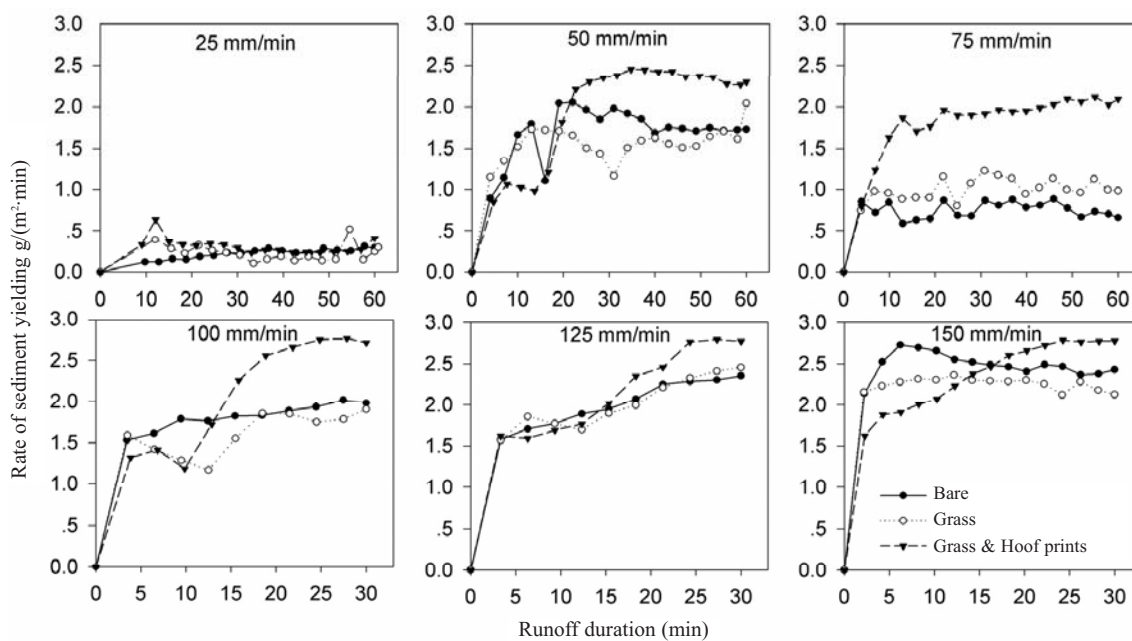 Rate of sediment yielding g/(m²·min)
25 mm/min
3.0
2.5
2.0
1.5
1.0
.5
0.0
0 10 20 30 40 50 60
50 mm/min
3.0
2.5
2.0
1.5
1.0
.5
0.0
0 10 20 30 40 50 60
75 mm/min
3.0
2.5
2.0
1.5
1.0
.5
0.0
0 10 20 30 40 50 60
100 mm/min
3.0
2.5
2.0
1.5
1.0
.5
0.0
0 5 10 15 20 25 30
125 mm/min
3.0
2.5
2.0
1.5
1.0
.5
0.0
0 5 10 15 20 25 30
150 mm/min
3.0
2.5
2.0
1.5
1.0
.5
0.0
0 5 10 15 20 25 30
Bare
Grass
Grass & Hoof prints
Runoff duration (min)